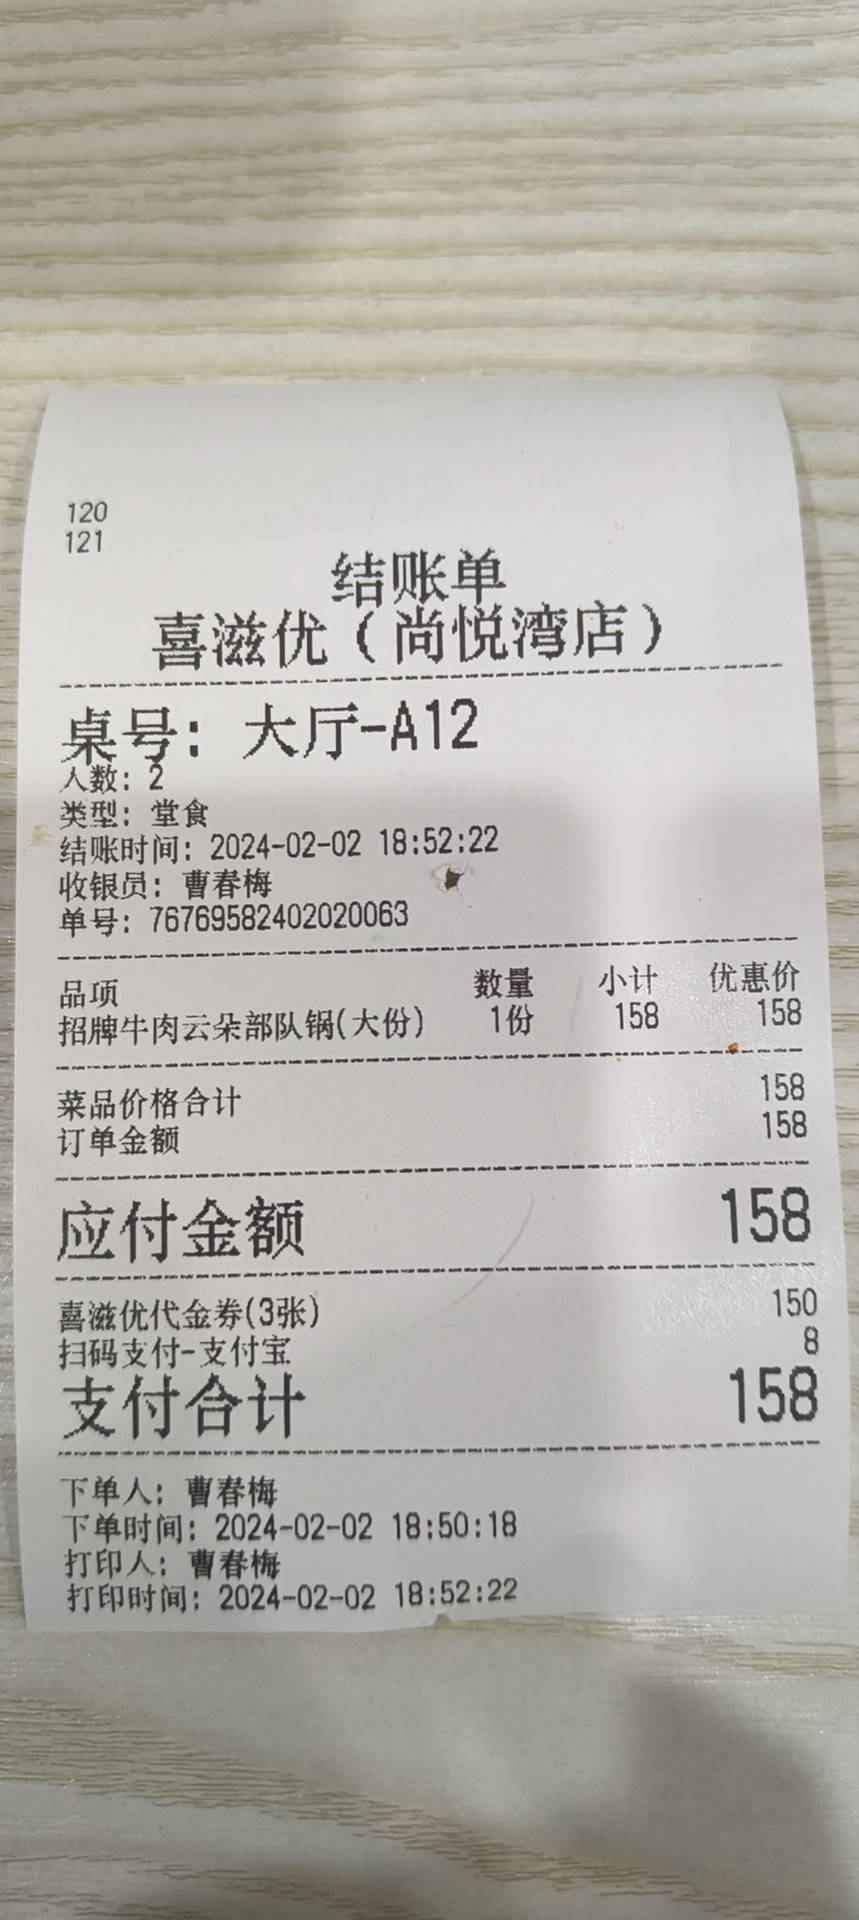 120
121
结账单
喜滋优（尚悦湾店）
桌号: 大厅-A12
人数: 2
类型: 堂食
结账时间: 2024-02-02 18:52:22
收银员: 曹春梅
单号: 76769582402020063
品项 数量 小计 优惠价
招牌牛肉云朵部队锅(大份) 1份 158 158
菜品价格合计 158
订单金额 158
应付金额 158
喜滋优代金券(3张) 150
扫码支付-支付宝 8
支付合计 158
下单人: 曹春梅
下单时间: 2024-02-02 18:50:18
打印人: 曹春梅
打印时间: 2024-02-02 18:52:22